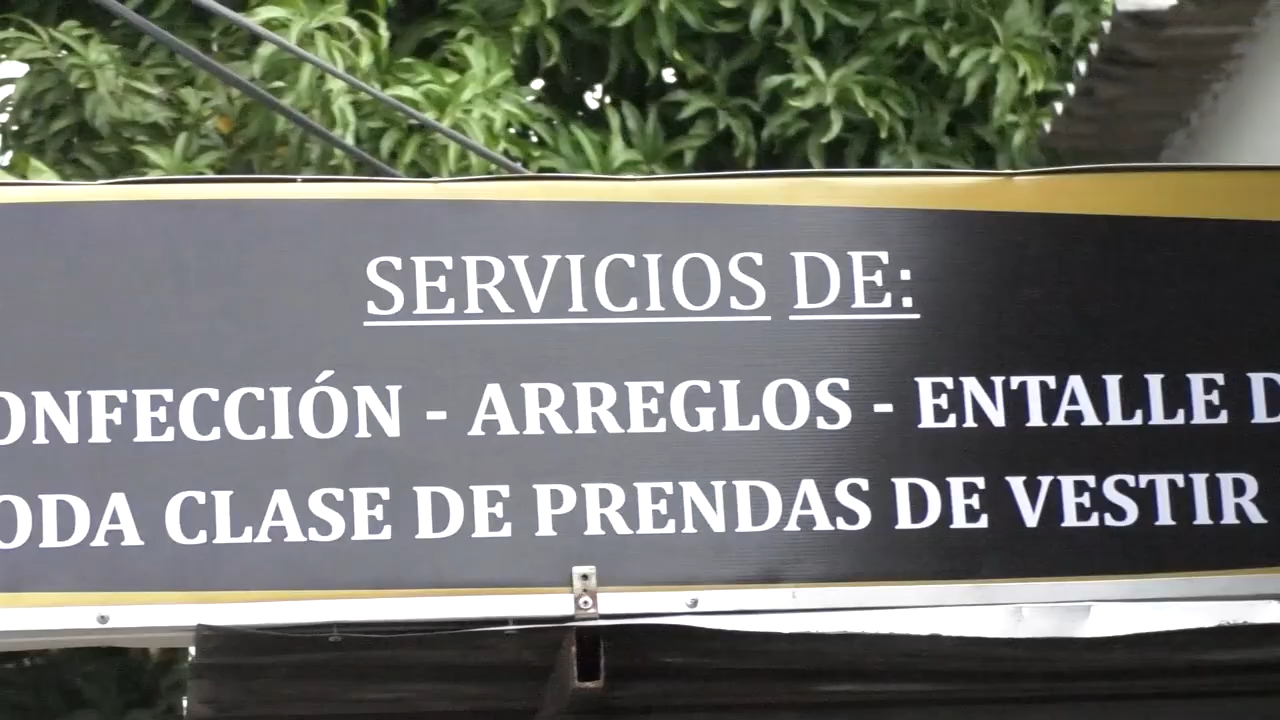 SERVICIOS DE:
ONFECCIÓN - ARREGLOS - ENTALLE D
ODA CLASE DE PRENDAS DE VESTIR